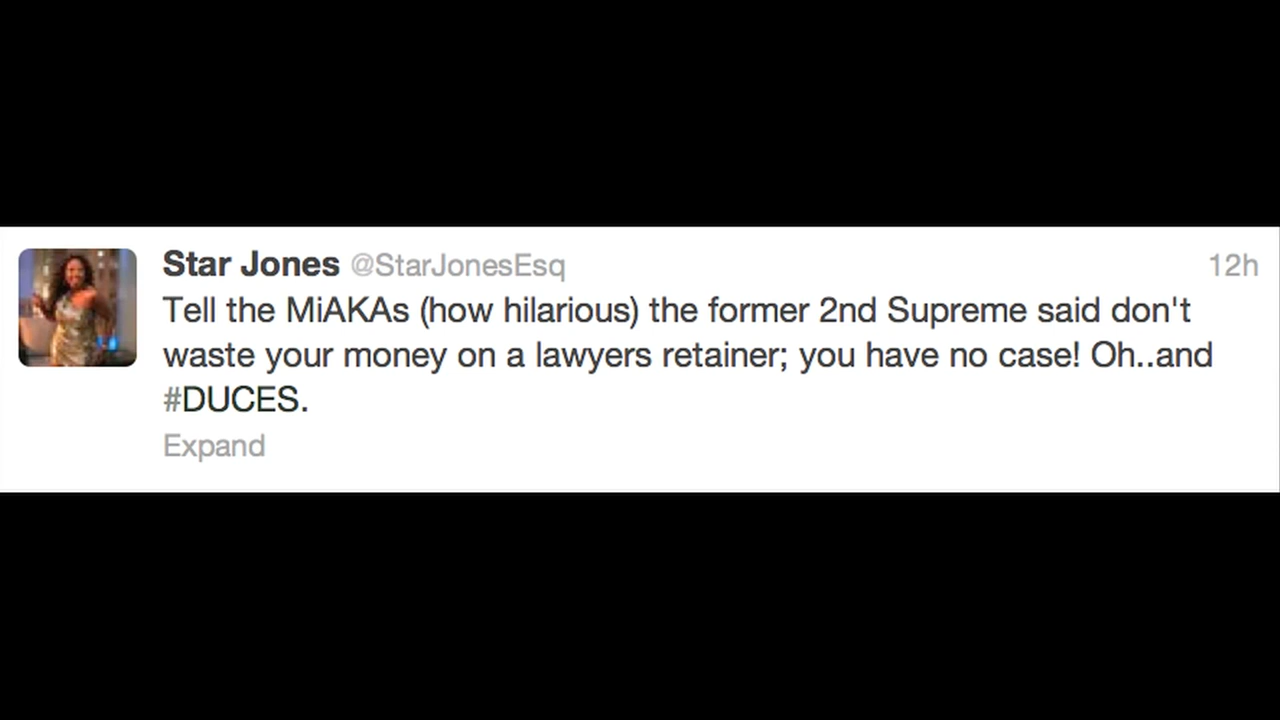 Star Jones @StarJonesEsq 12h
Tell the MiAKAs (how hilarious) the former 2nd Supreme said don't
waste your money on a lawyers retainer; you have no case! Oh..and
#DUCES.
Expand